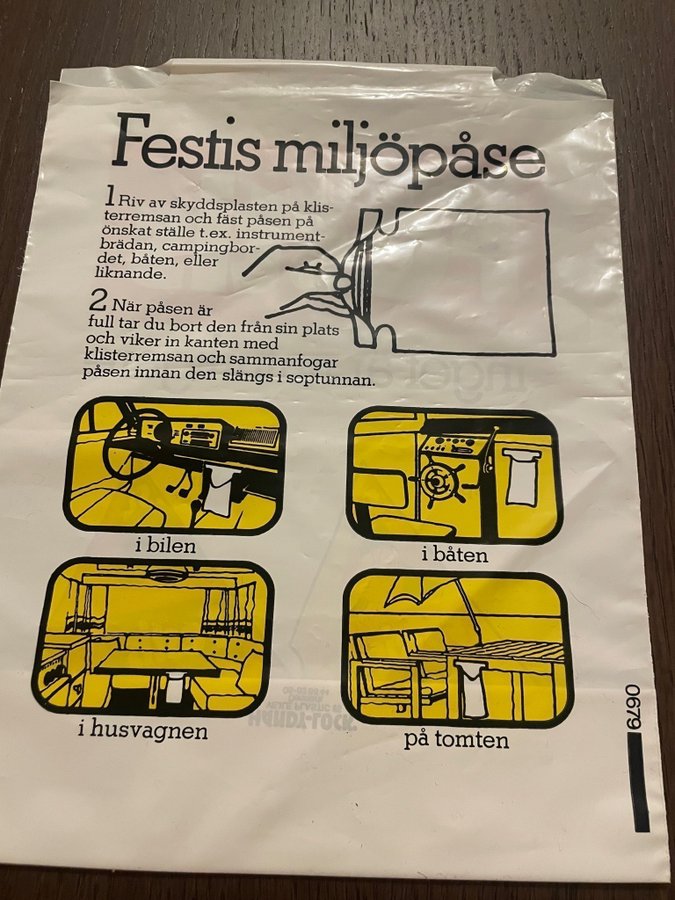 Festis miljöpåse
1 Riv av skyddsplasten på klis-
terremsan och fäst påsen på
önskat ställe t.ex. instrument-
brädan, campingbor-
det, båten, eller
liknande.
2 När påsen är
full tar du bort den från sin plats
och viker in kanten med
klisterremsan och sammanfogar
påsen innan den slängs i soptunnan.
i bilen
i båten
i husvagnen
på tomten
HANDY-LOCK
0679